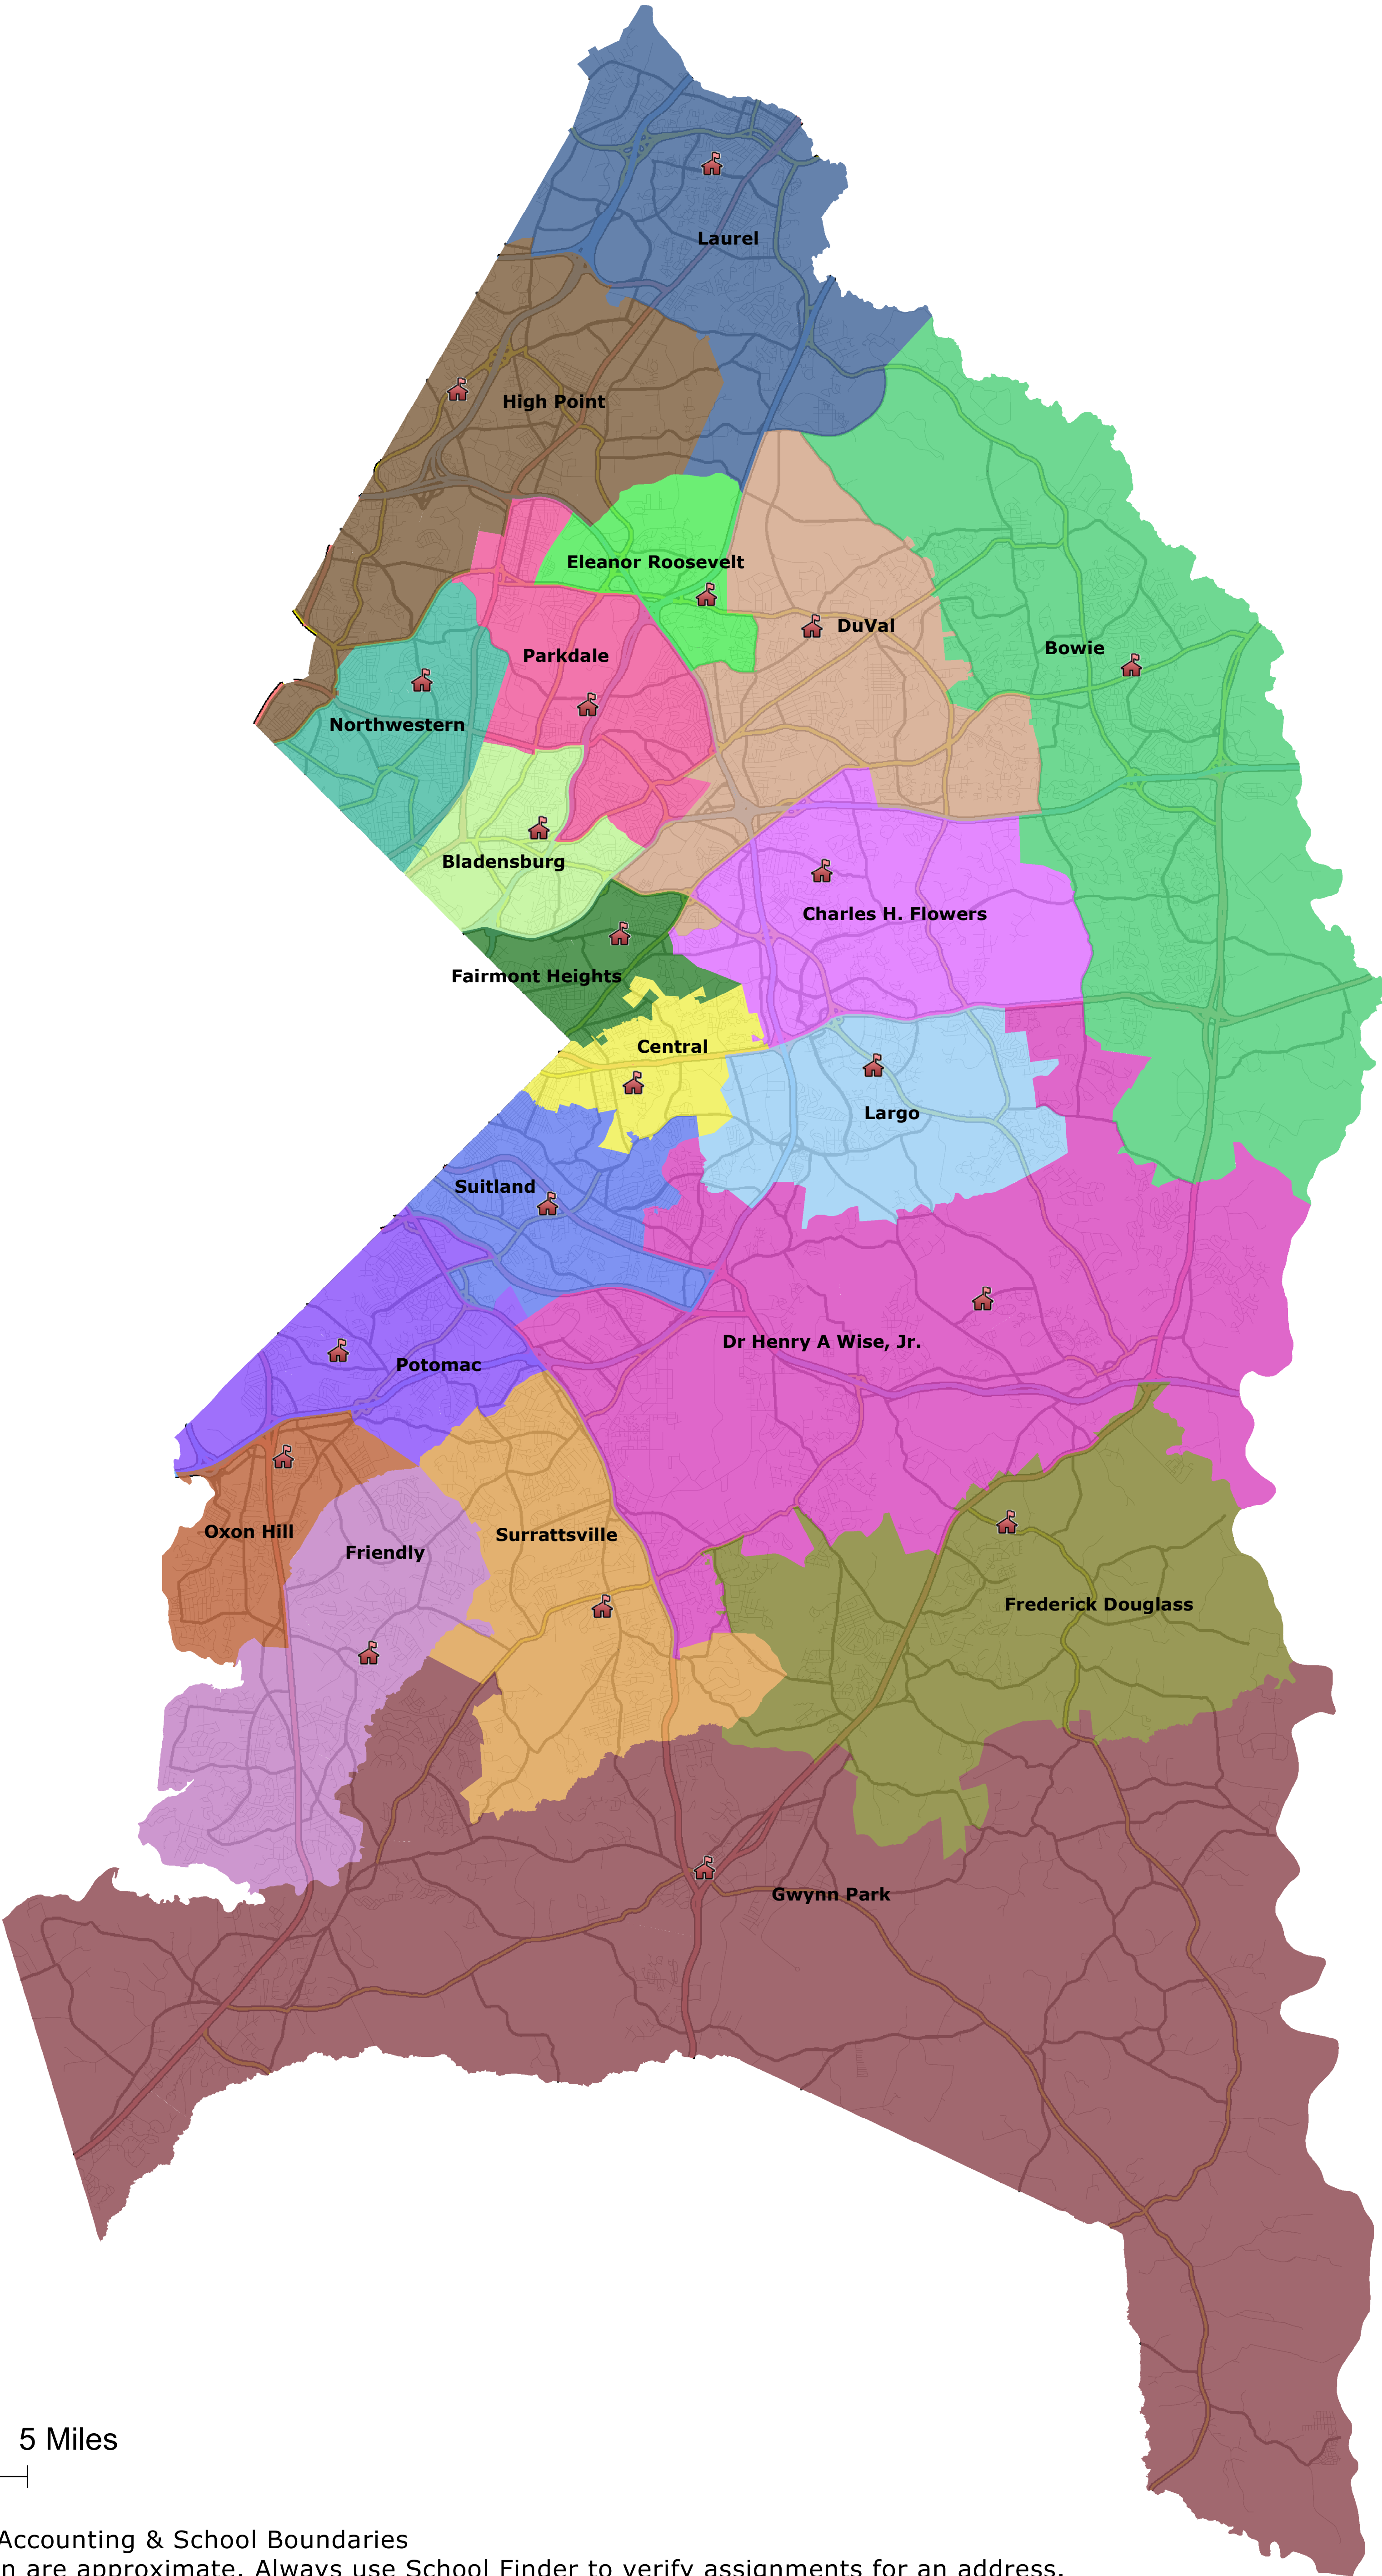 Laurel
High Point
Eleanor Roosevelt
DuVal
Bowie
Parkdale
Northwestern
Bladensburg
Charles H. Flowers
Fairmont Heights
Central
Largo
Suitland
Dr Henry A Wise, Jr.
Potomac
Oxon Hill
Surrattsville
Friendly
Frederick Douglass
Gwynn Park
5 Miles
Accounting & School Boundaries
n are approximate. Always use School Finder to verify assignments for an address.